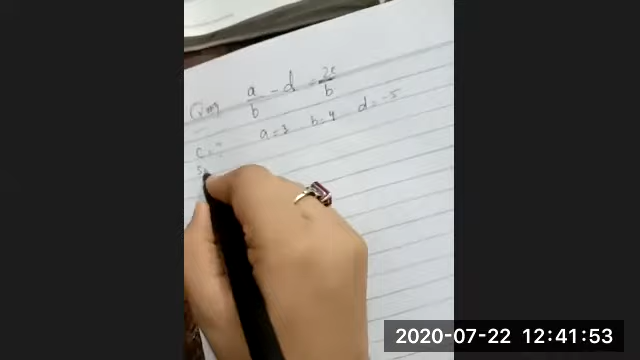 a/b - d = 2c/b
a=3 b=4 d=-5
c=?
2020-07-22 12:41:53